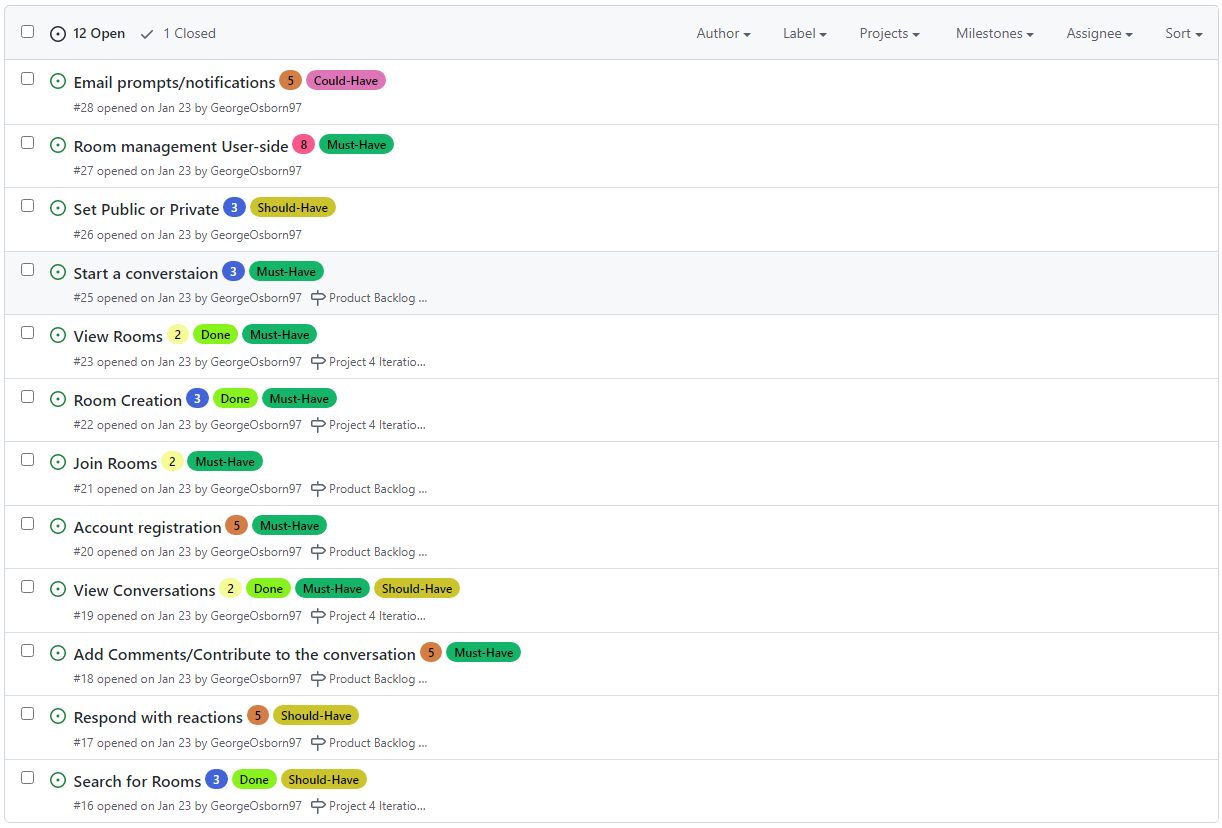 12 Open 1 Closed Author Label Projects Milestones Assignee Sort
Email prompts/notifications 5 Could-Have
#28 opened on Jan 23 by GeorgeOsborn97
Room management User-side 8 Must-Have
#27 opened on Jan 23 by GeorgeOsborn97
Set Public or Private 3 Should-Have
#26 opened on Jan 23 by GeorgeOsborn97
Start a converstaion 3 Must-Have
#25 opened on Jan 23 by GeorgeOsborn97 Product Backlog ...
View Rooms 2 Done Must-Have
#23 opened on Jan 23 by GeorgeOsborn97 Project 4 Iteratio...
Room Creation 3 Done Must-Have
#22 opened on Jan 23 by GeorgeOsborn97 Project 4 Iteratio...
Join Rooms 2 Must-Have
#21 opened on Jan 23 by GeorgeOsborn97 Product Backlog ...
Account registration 5 Must-Have
#20 opened on Jan 23 by GeorgeOsborn97 Product Backlog ...
View Conversations 2 Done Must-Have Should-Have
#19 opened on Jan 23 by GeorgeOsborn97 Project 4 Iteratio...
Add Comments/Contribute to the conversation 5 Must-Have
#18 opened on Jan 23 by GeorgeOsborn97 Product Backlog ...
Respond with reactions 5 Should-Have
#17 opened on Jan 23 by GeorgeOsborn97 Product Backlog ...
Search for Rooms 3 Done Should-Have
#16 opened on Jan 23 by GeorgeOsborn97 Project 4 Iteratio...